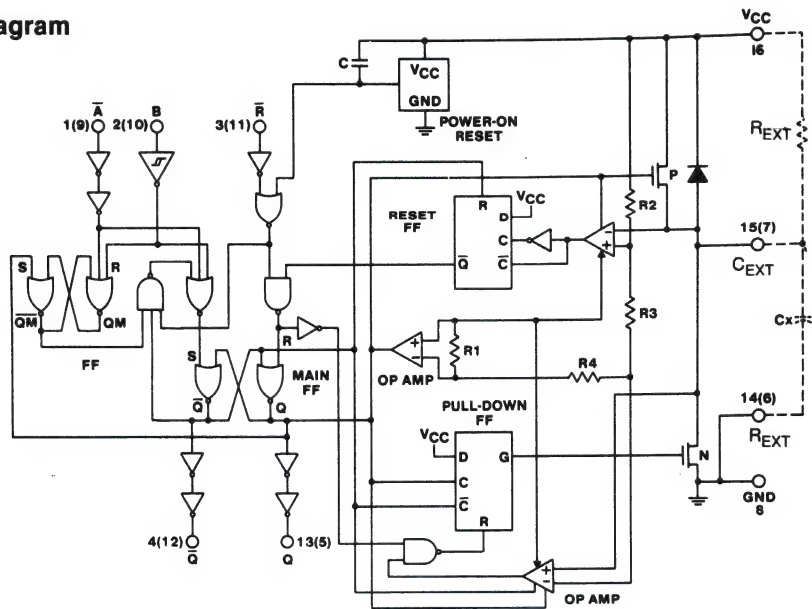 agram
VCC
16
C
VCC
GND
POWER-ON
RESET
A
1(9)
B
2(10)
R
3(11)
REXT
P
R2
R
VCC
D
RESET
FF
C
Q
C
15(7)
CEXT
S
R
QM
QM
FF
R3
Cx
R1
R4
OP AMP
S
R
MAIN
FF
Q
Q
PULL-DOWN
FF
VCC
D
G
C
C
R
14(6)
REXT
N
GND
8
4(12)
Q
13(5)
Q
OP AMP